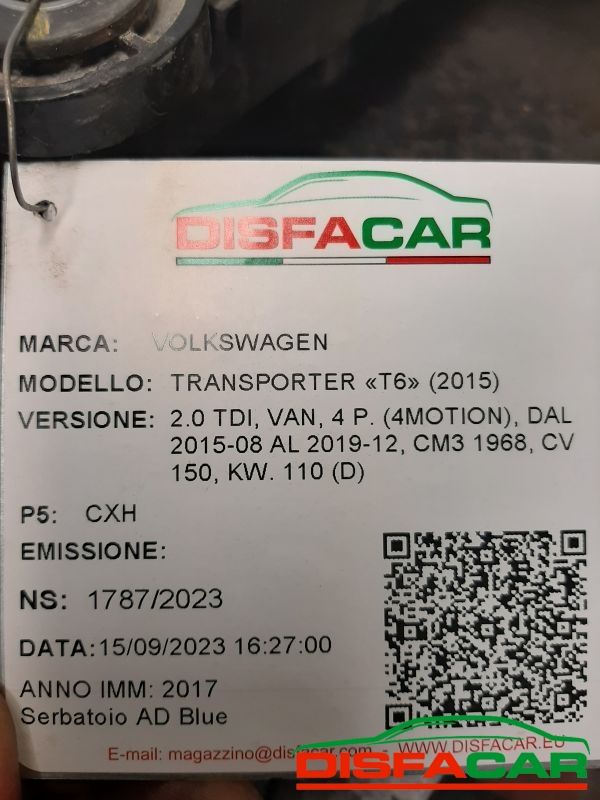 DISFACAR
MARCA: VOLKSWAGEN
MODELLO: TRANSPORTER «T6» (2015)
VERSIONE: 2.0 TDI, VAN, 4 P. (4MOTION), DAL
2015-08 AL 2019-12, CM3 1968, CV
150, KW. 110 (D)
P5: CXH
EMISSIONE:
NS: 1787/2023
DATA:15/09/2023 16:27:00
ANNO IMM: 2017
Serbatoio AD Blue
E-mail: magazzino@disfacar.com - WWW.DISFACAR.EU
DISFACAR